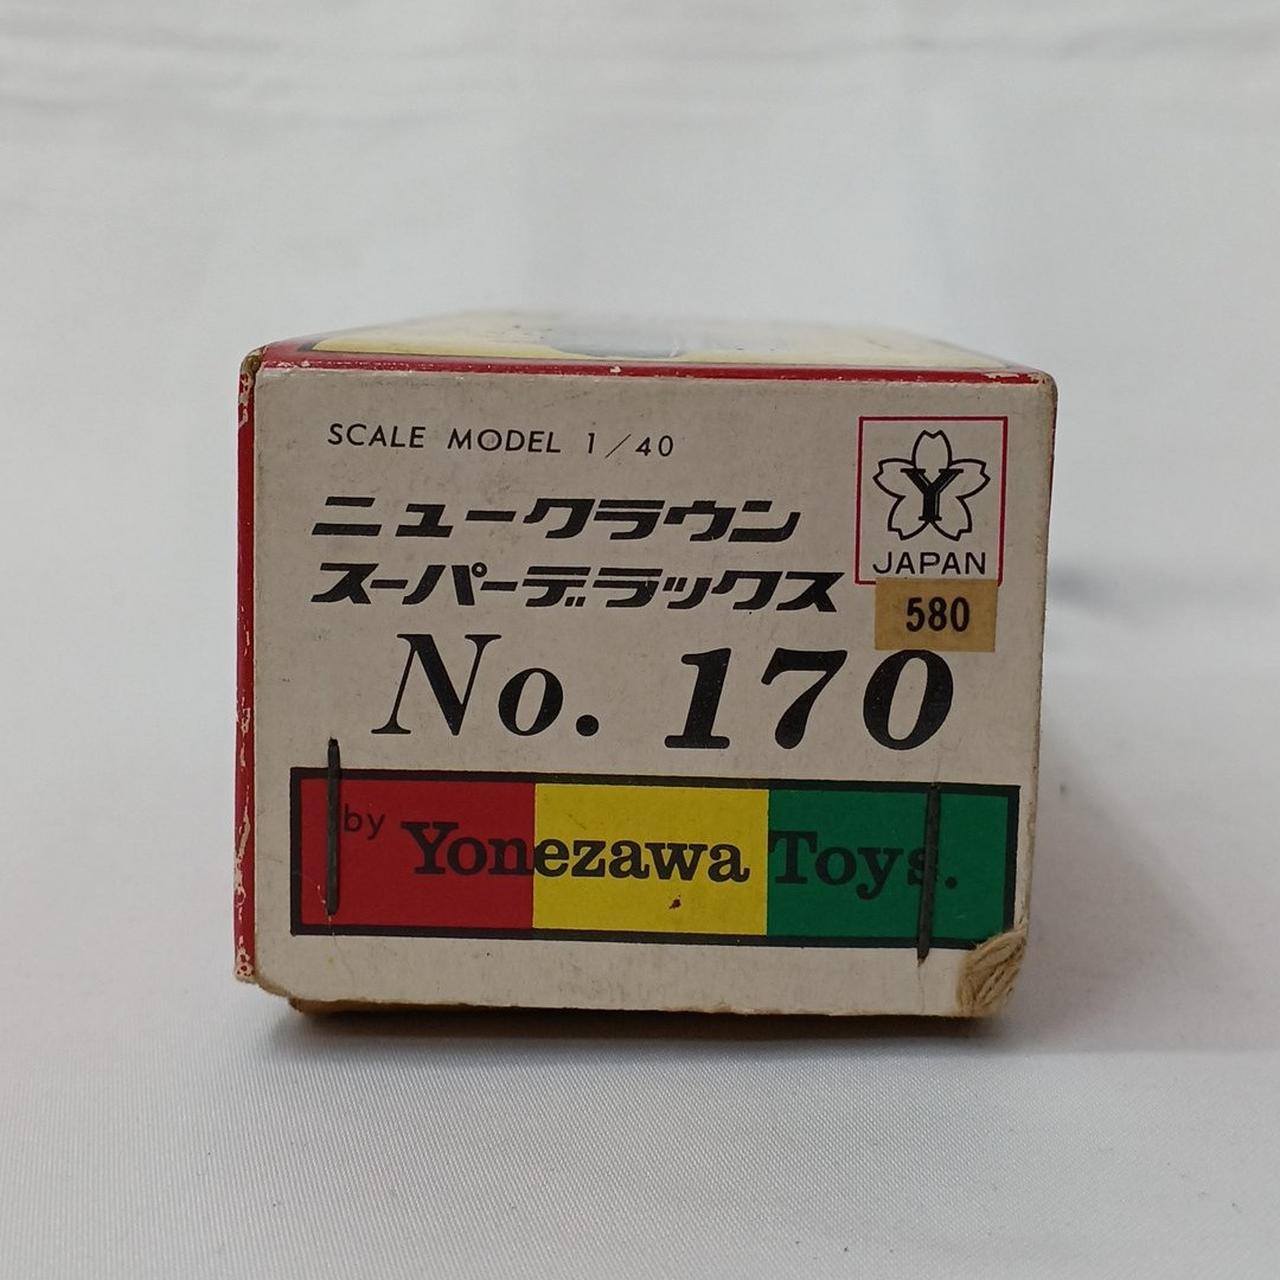 SCALE MODEL 1/40
ニュークラウン
スーパーデラックス
No. 170
Y
JAPAN
580
by Yonezawa Toys.